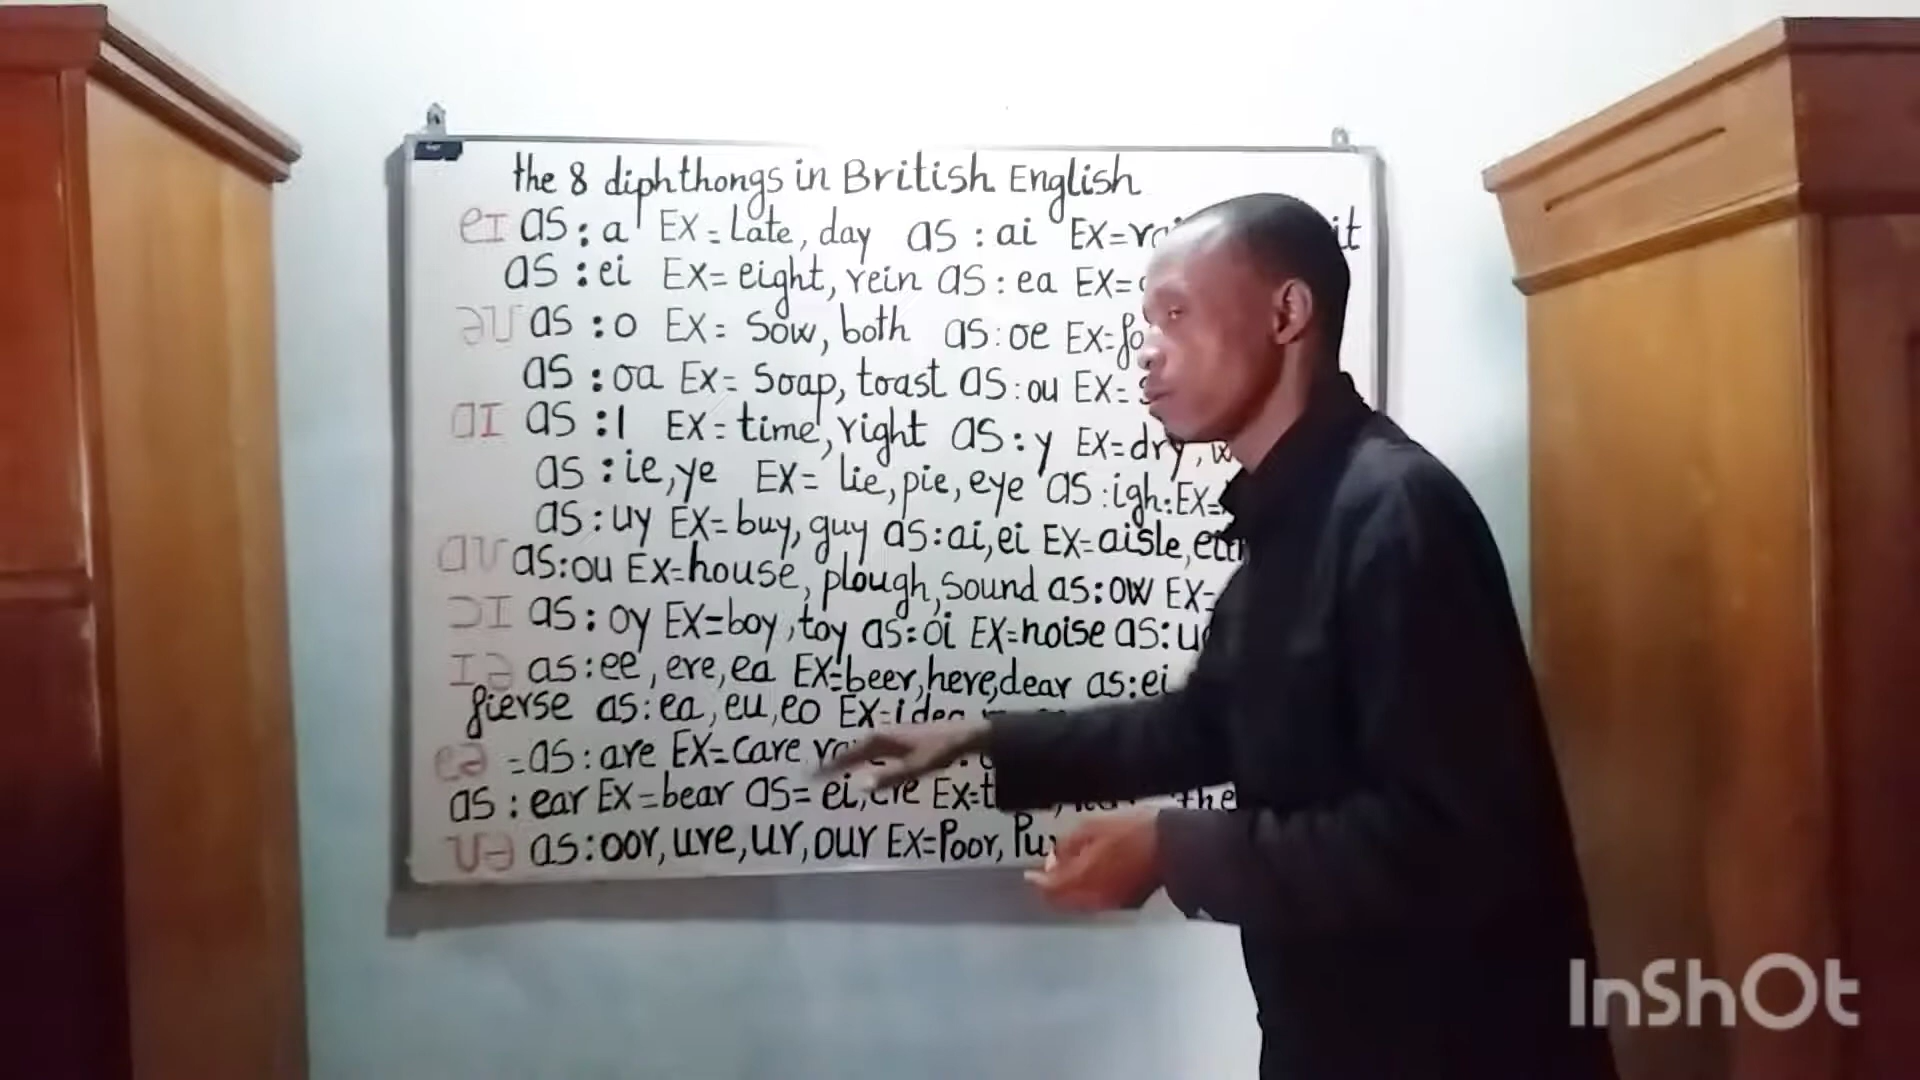 the 8 diphthongs in British English
eɪ as : a Ex = Late, day as : ai Ex=
as : ei Ex= eight, rein as : ea Ex=
əʊ as : o Ex = Sow, both as : oe Ex=
as : oa Ex= Soap, toast as : ou Ex=
aɪ as : I Ex = time, right as : y Ex=dry,
as : ie, ye Ex= lie, pie, eye as : igh: Ex=
as : uy Ex= buy, guy as : ai, ei Ex=aisle,
aʊ as:ou Ex=house, plough, Sound as:ow Ex=
ɔɪ as: oy Ex=boy, toy as: oi Ex=noise as:
ɪə as:ee, ere, ea Ex=beer, here, dear as:ei
fierse as:ea, eu, eo Ex=idea
eə =as: are Ex=care
as : ear Ex=bear as= ei, ere Ex=
ʊə as:oor, ure, ur, our Ex=Poor,
InShOt